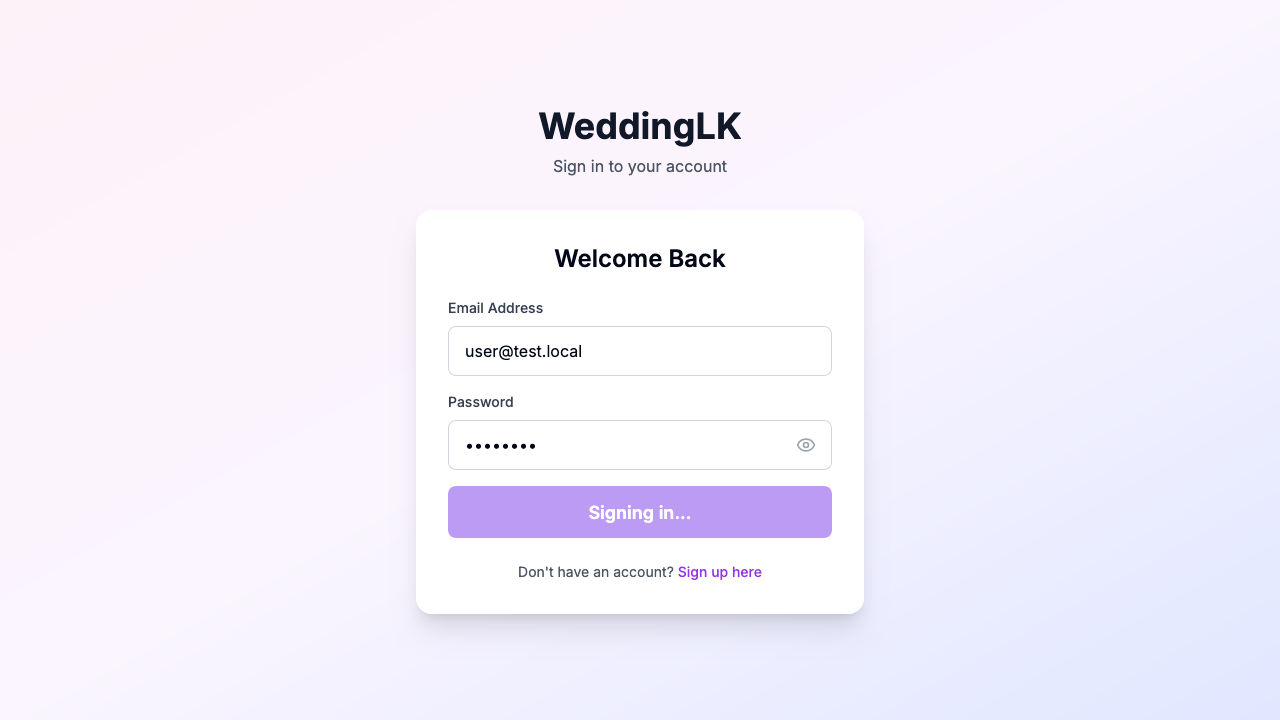 WeddingLK
Sign in to your account
Welcome Back
Email Address
user@test.local
Password
••••••••
Signing in...
Don't have an account? Sign up here